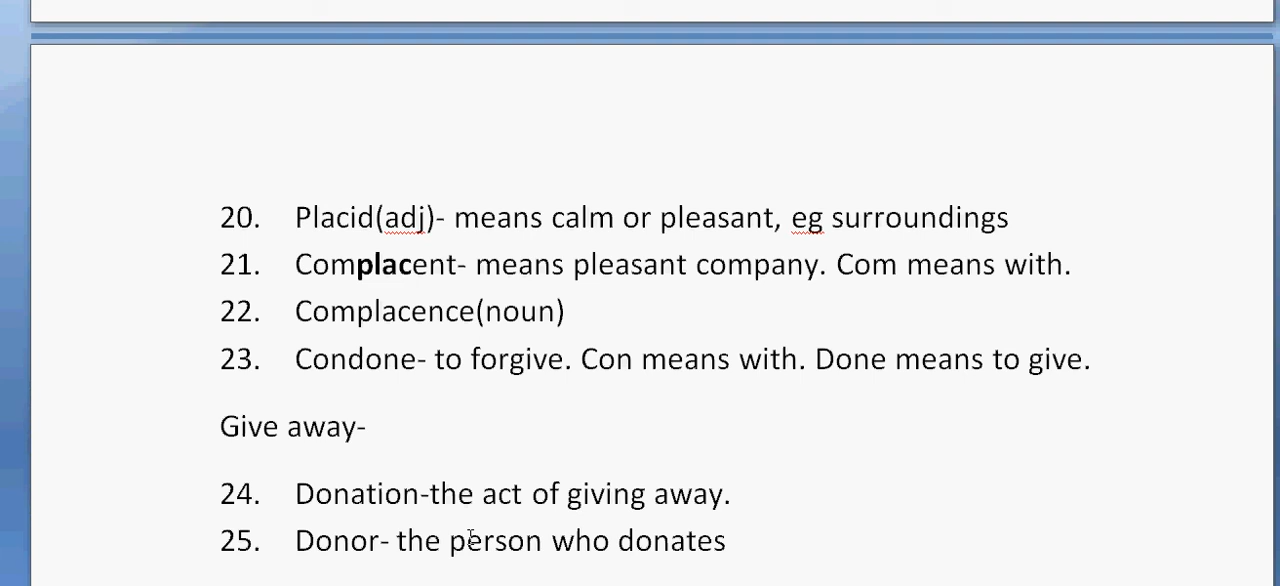 20. Placid(adj)- means calm or pleasant, eg surroundings
21. Complacent- means pleasant company. Com means with.
22. Complacence(noun)
23. Condone- to forgive. Con means with. Done means to give.
Give away-
24. Donation-the act of giving away.
25. Donor- the person who donates